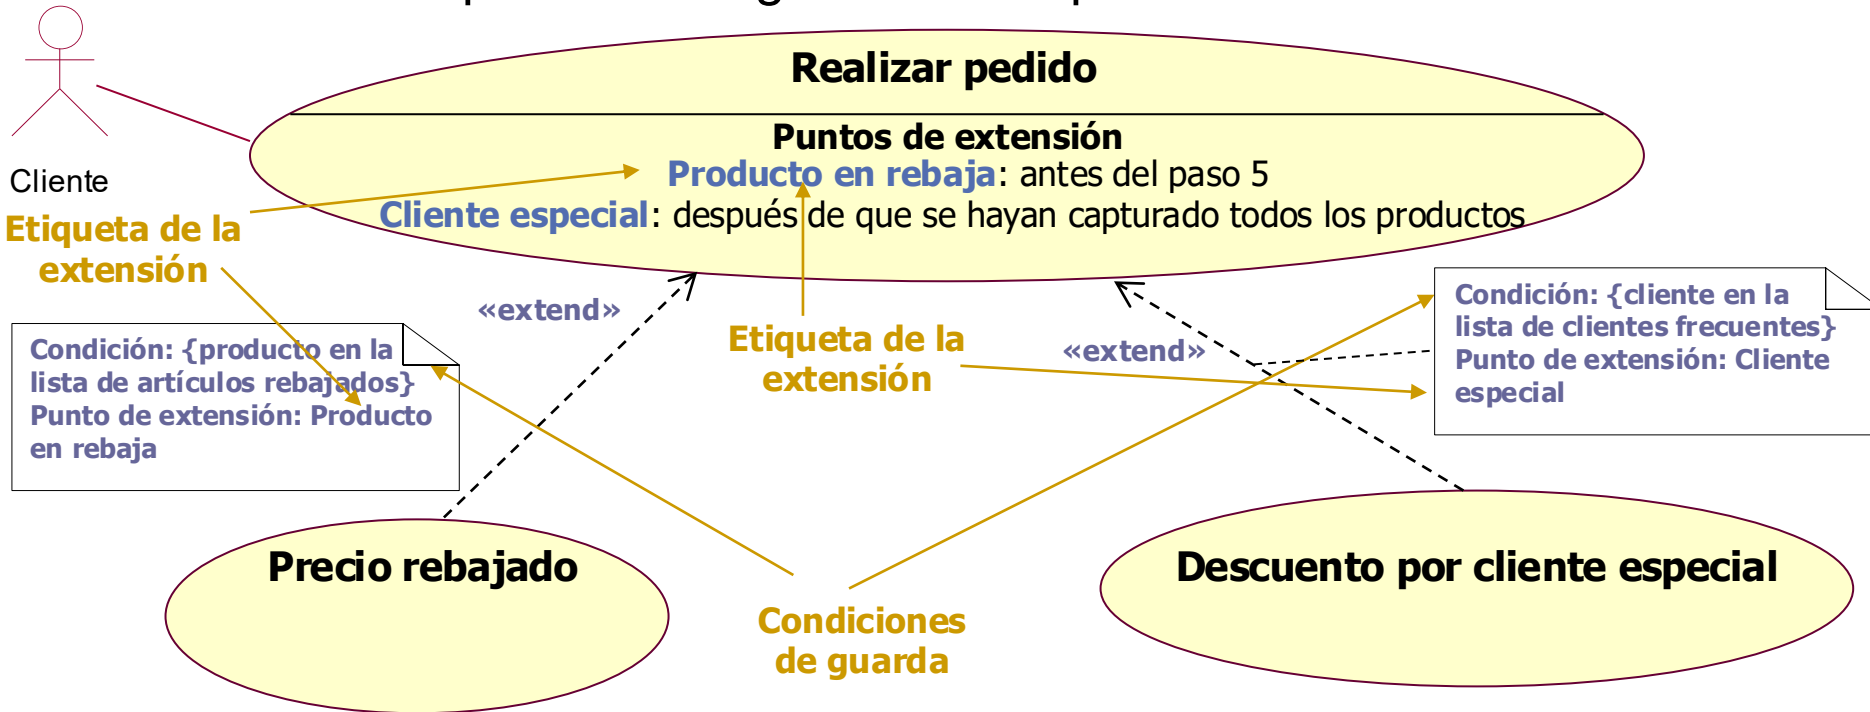 Realizar pedido
Puntos de extensión
Producto en rebaja: antes del paso 5
Cliente especial: después de que se hayan capturado todos los productos
Cliente
Etiqueta de la
extensión
«extend»
Condición: {producto en la
lista de artículos rebajados}
Punto de extensión: Producto
en rebaja
Etiqueta de la
extensión
«extend»
Condición: {cliente en la
lista de clientes frecuentes}
Punto de extensión: Cliente
especial
Precio rebajado
Condiciones
de guarda
Descuento por cliente especial